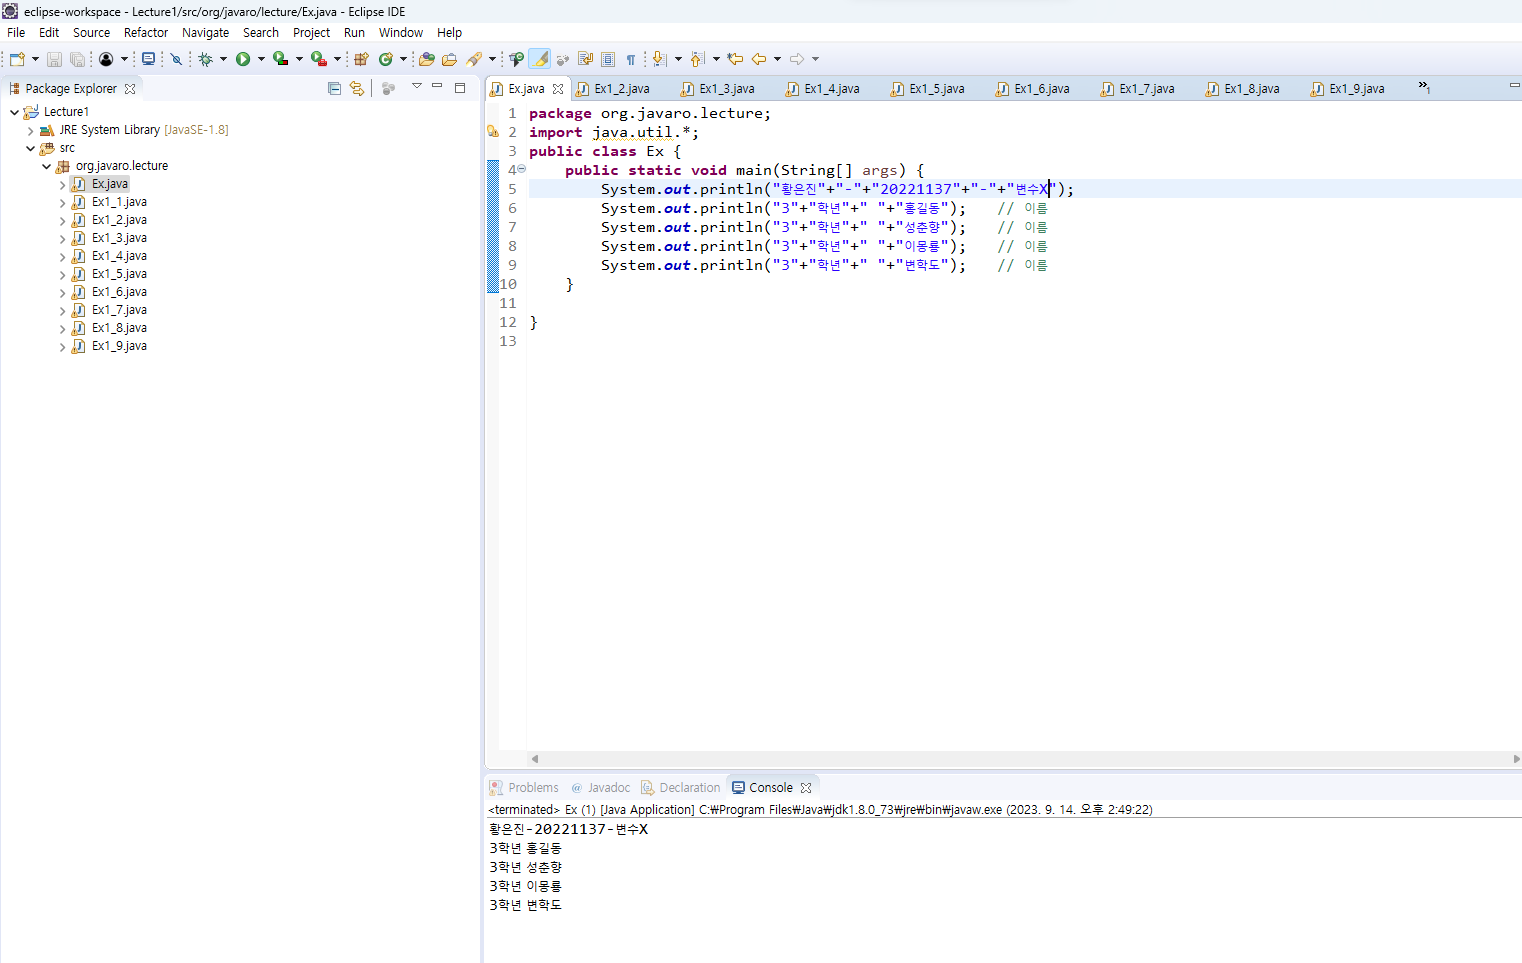 eclipse-workspace - Lecture1/src/org/javaro/lecture/Ex.java - Eclipse IDE
File Edit Source Refactor Navigate Search Project Run Window Help
Package Explorer
Lecture1
JRE System Library [JavaSE-1.8]
src
org.javaro.lecture
Ex.java
Ex1_1.java
Ex1_2.java
Ex1_3.java
Ex1_4.java
Ex1_5.java
Ex1_6.java
Ex1_7.java
Ex1_8.java
Ex1_9.java
Ex.java Ex1_2.java Ex1_3.java Ex1_4.java Ex1_5.java Ex1_6.java Ex1_7.java Ex1_8.java Ex1_9.java »1
1 package org.javaro.lecture;
2 import java.util.*;
3 public class Ex {
4 public static void main(String[] args) {
5 System.out.println("황은진"+"-"+"20221137"+"-"+"변수X");
6 System.out.println("3"+"학년"+" "+"홍길동"); // 이름
7 System.out.println("3"+"학년"+" "+"성춘향"); // 이름
8 System.out.println("3"+"학년"+" "+"이몽룡"); // 이름
9 System.out.println("3"+"학년"+" "+"변학도"); // 이름
10 }
11
12 }
13
Problems @ Javadoc Declaration Console
<terminated> Ex (1) [Java Application] C:₩Program Files₩Java₩jdk1.8.0_73₩jre₩bin₩javaw.exe (2023. 9. 14. 오후 2:49:22)
황은진-20221137-변수X
3학년 홍길동
3학년 성춘향
3학년 이몽룡
3학년 변학도